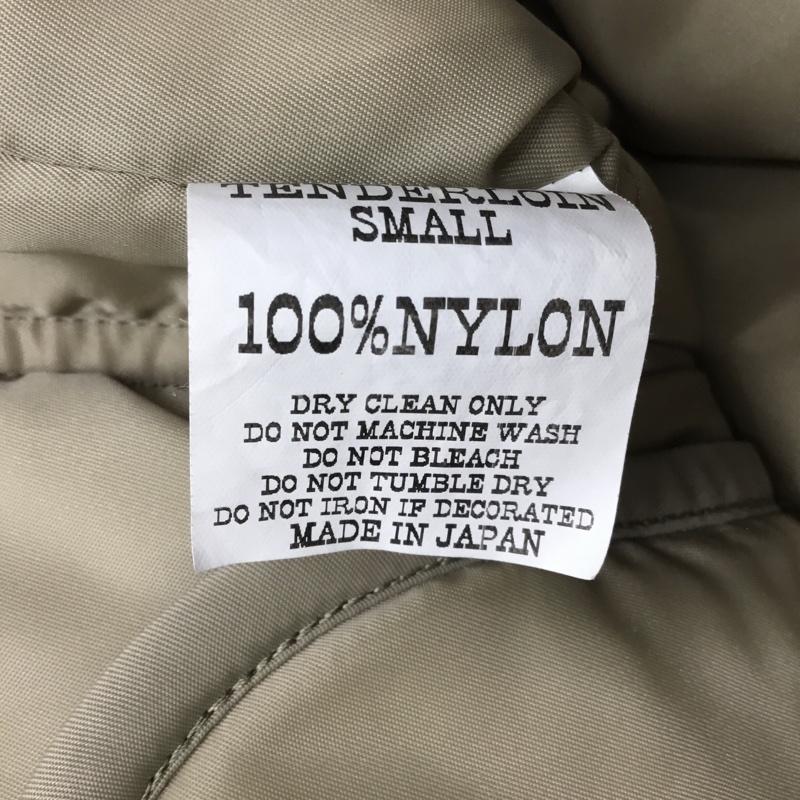 TENDERLOIN
SMALL
100%NYLON
DRY CLEAN ONLY
DO NOT MACHINE WASH
DO NOT BLEACH
DO NOT TUMBLE DRY
DO NOT IRON IF DECORATED
MADE IN JAPAN